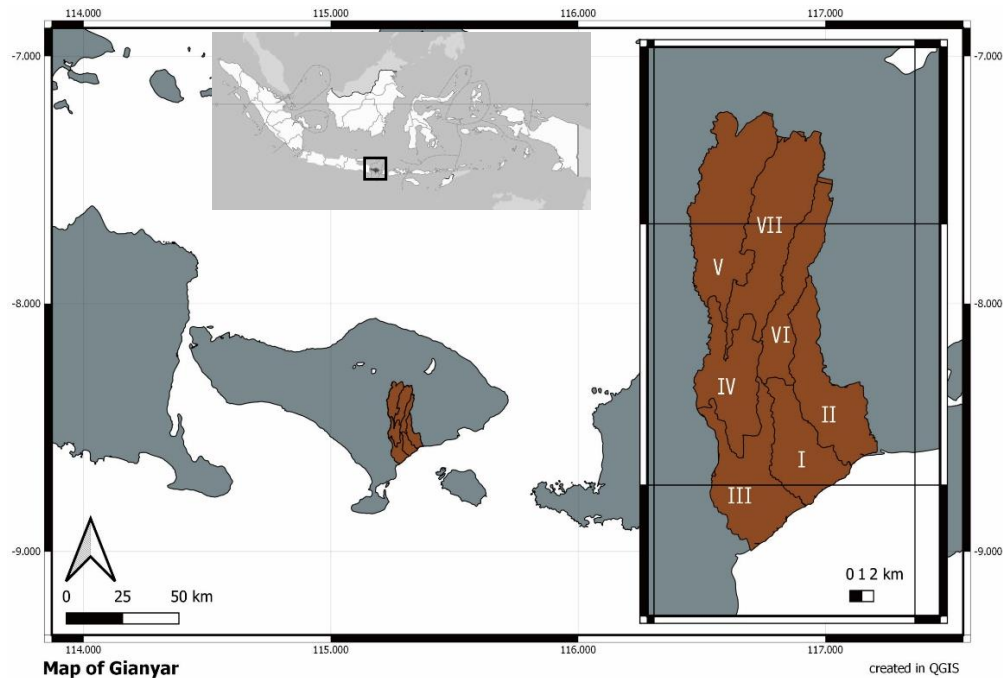 114.000 115.000 116.000 117.000
-7.000 -7.000
VII
V
-8.000 -8.000
VI
IV
II
I
III
-9.000 -9.000
0 1 2 km
0 25 50 km
114.000 115.000 116.000 117.000
Map of Gianyar
created in QGIS